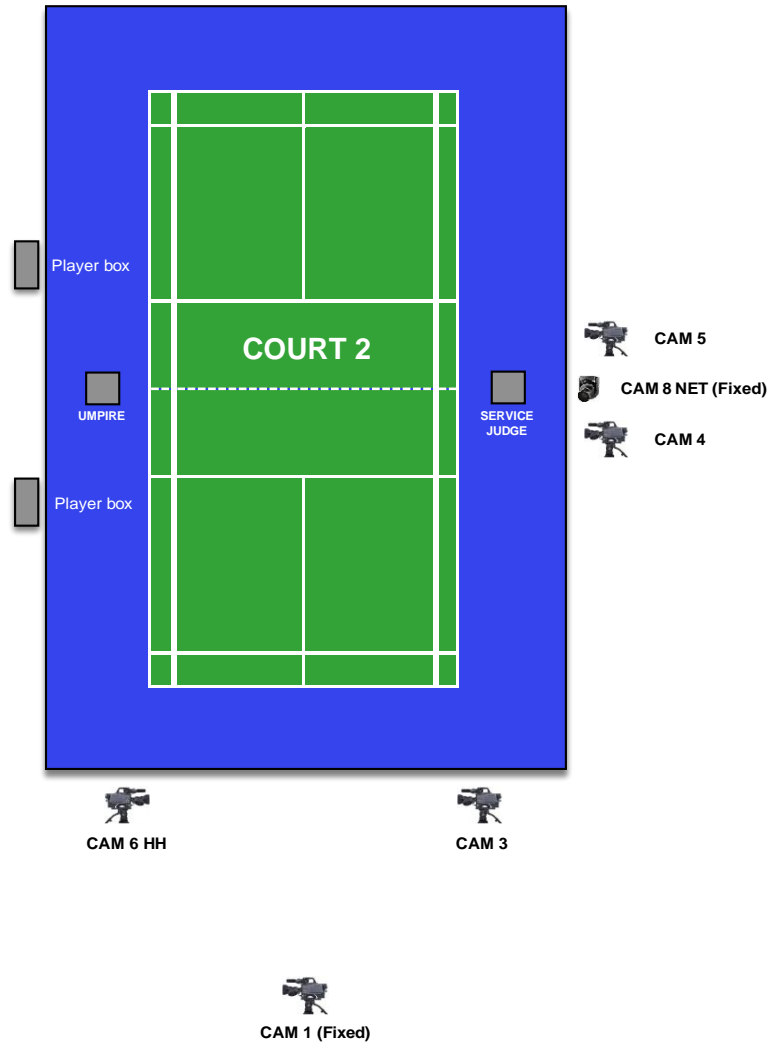 Player box
CAM 5
COURT 2
CAM 8 NET (Fixed)
UMPIRE
SERVICE
JUDGE
CAM 4
Player box
CAM 6 HH
CAM 3
CAM 1 (Fixed)